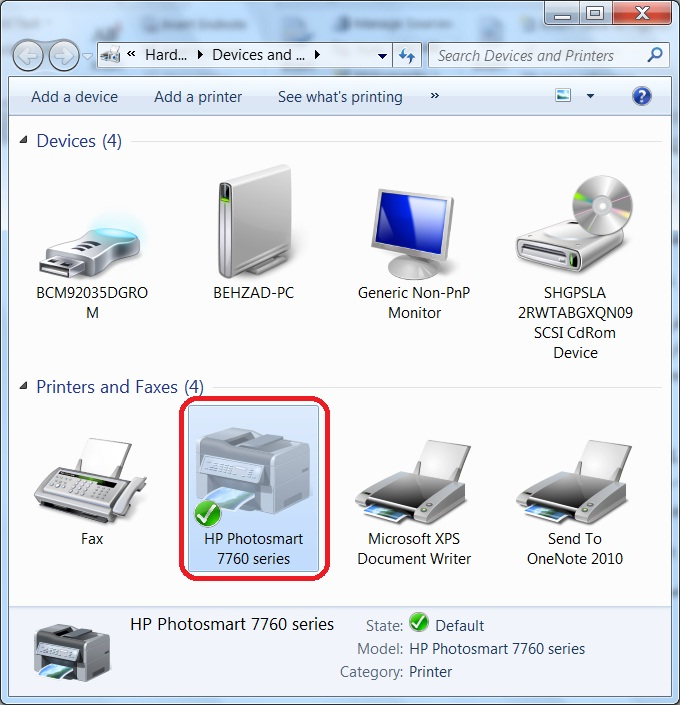 « Hard... ▸ Devices and ... ▸
Search Devices and Printers
Add a device Add a printer See what's printing »
Devices (4)
BCM92035DGRO
M
BEHZAD-PC
Generic Non-PnP
Monitor
SHGPSLA
2RWTABGXQN09
SCSI CdRom
Device
Printers and Faxes (4)
Fax
HP Photosmart
7760 series
Microsoft XPS
Document Writer
Send To
OneNote 2010
HP Photosmart 7760 series
State: Default
Model: HP Photosmart 7760 series
Category: Printer